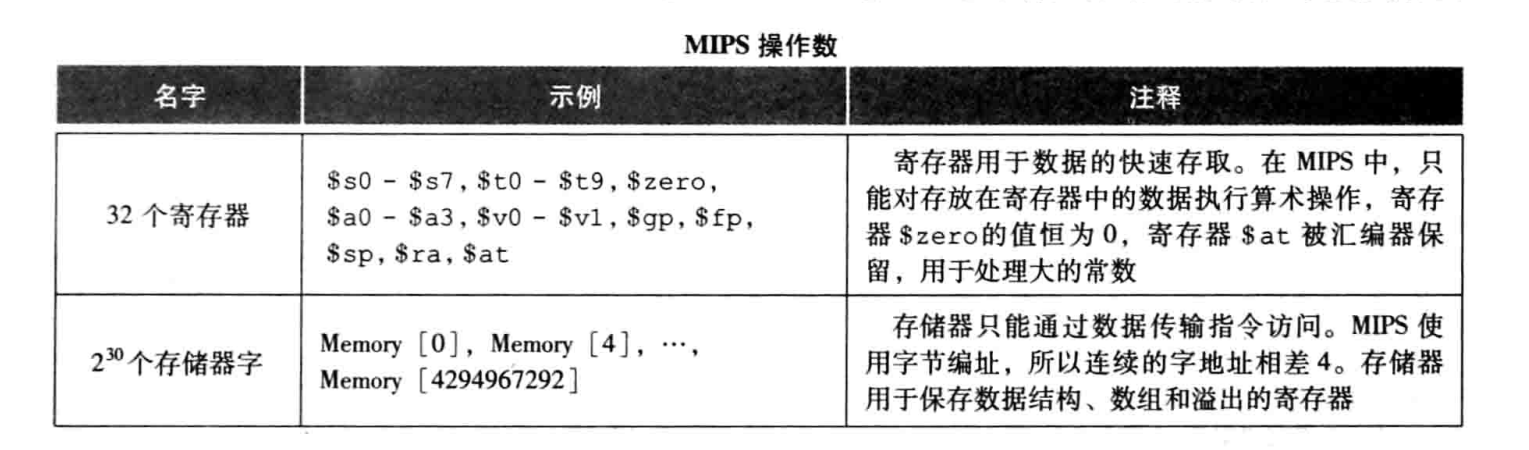 MIPS 操作数
名字 示例 注释
32 个寄存器
$s0 - $s7, $t0 - $t9, $zero,
$a0 - $a3, $v0 - $v1, $gp, $fp,
$sp, $ra, $at
寄存器用于数据的快速存取。在 MIPS 中，只
能对存放在寄存器中的数据执行算术操作，寄存
器 $zero的值恒为 0，寄存器 $at 被汇编器保
留，用于处理大的常数
2³⁰个存储器字
Memory [0], Memory [4], …,
Memory [4294967292]
存储器只能通过数据传输指令访问。MIPS 使
用字节编址，所以连续的字地址相差 4。存储器
用于保存数据结构、数组和溢出的寄存器